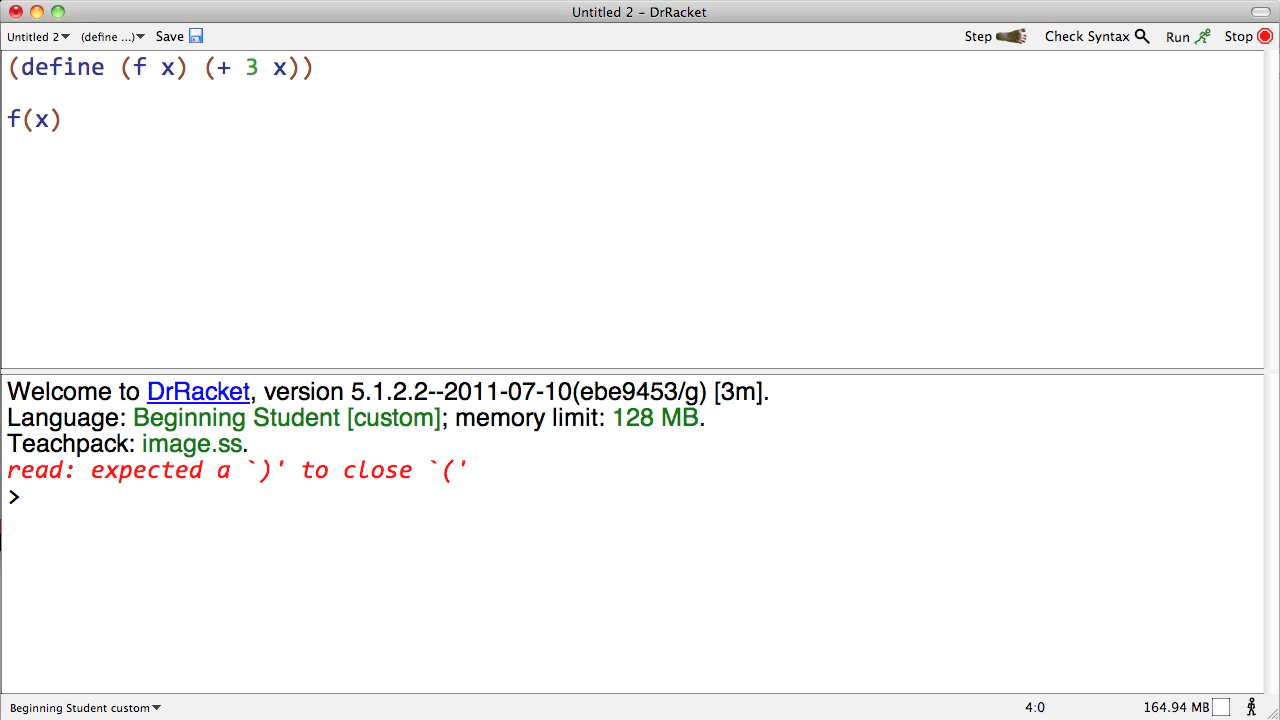 Untitled 2 - DrRacket
Untitled 2 (define ...) Save Step Check Syntax Run Stop
(define (f x) (+ 3 x))
f(x)
Welcome to DrRacket, version 5.1.2.2--2011-07-10(ebe9453/g) [3m].
Language: Beginning Student [custom]; memory limit: 128 MB.
Teachpack: image.ss.
read: expected a `)' to close `('
>
Beginning Student custom 4:0 164.94 MB